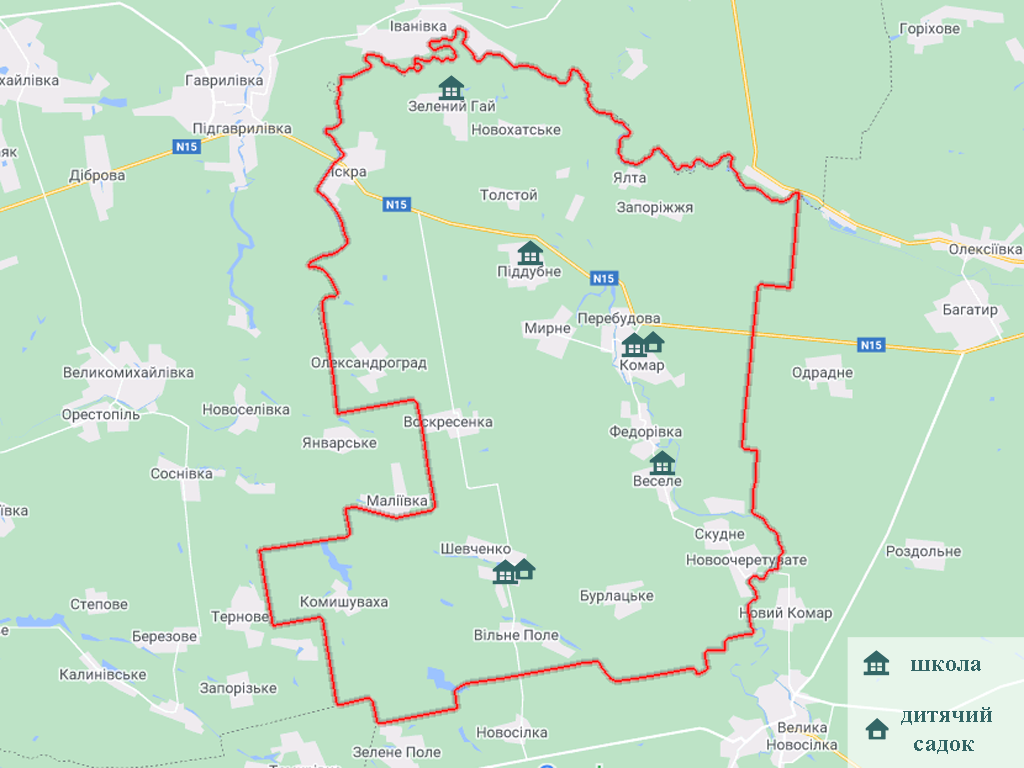 Іванівка
Горіхове
хайлівка
Гаврилівка
Зелений Гай
Підгаврилівка
Новохатське
N15
як
Діброва
Іскра
Ялта
Толстой
N15
Запоріжжя
Олексіївка
Піддубне
N15
Багатир
Перебудова
Мирне
N15
Олександроград
Комар
Великомихайлівка
Одрадне
Орестопіль
Новоселівка
Воскресенка
Федорівка
Январське
Соснівка
Веселе
Маліївка
ївка
Скудне
Шевченко
Роздольне
Новоочеретувате
Бурлацьке
Степове
Комишуваха
Тернове
Новий Комар
е
Березове
Вільне Поле
школа
Калинівське
Запорізьке
дитячий
садок
Велика
Новосілка
Новосілка
Зелене Поле